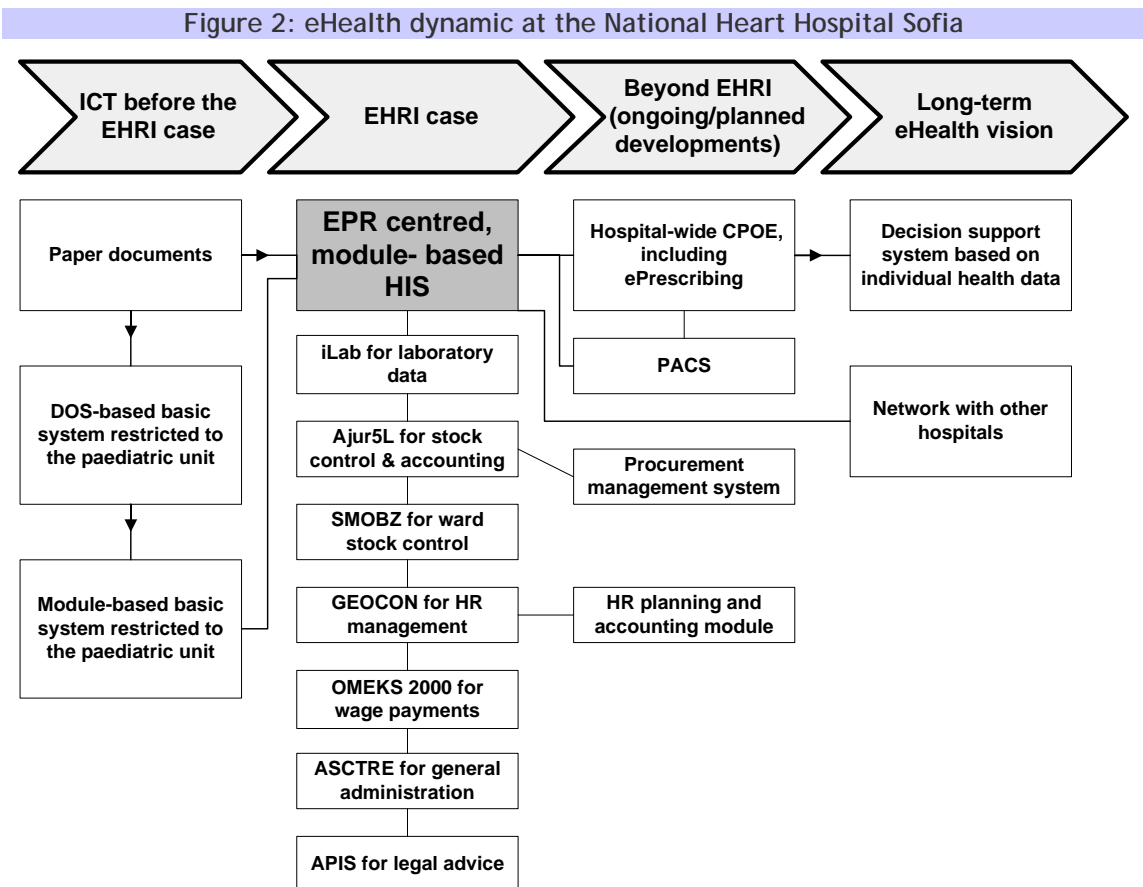 Figure 2: eHealth dynamic at the National Heart Hospital Sofia
ICT before the
EHRI case
EHRI case
Beyond EHRI
(ongoing/planned
developments)
Long-term
eHealth vision
Paper documents
DOS-based basic
system restricted to
the paediatric unit
Module-based basic
system restricted to
the paediatric unit
EPR centred,
module- based
HIS
iLab for laboratory
data
Ajur5L for stock
control & accounting
SMOBZ for ward
stock control
GEOCON for HR
management
OMEKS 2000 for
wage payments
ASCTRE for general
administration
APIS for legal advice
Hospital-wide CPOE,
including
ePrescribing
PACS
Procurement
management system
HR planning and
accounting module
Decision support
system based on
individual health data
Network with other
hospitals